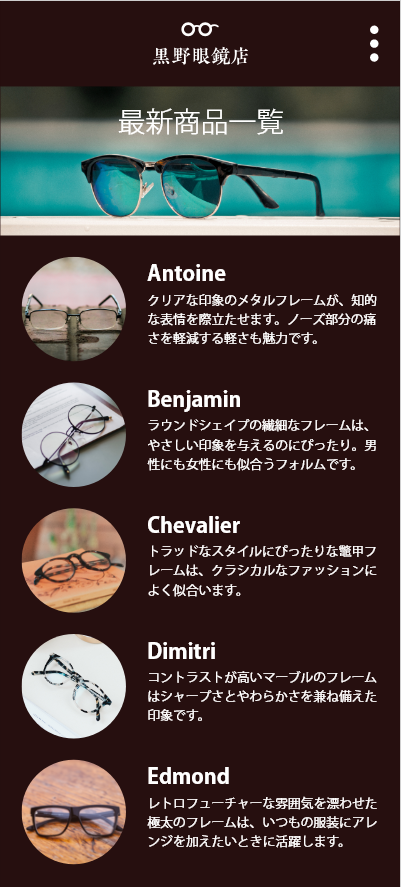 黒野眼鏡店
最新商品一覧
Antoine
クリアな印象のメタルフレームが、知的
な表情を際立たせます。ノーズ部分の痛
さを軽減する軽さも魅力です。
Benjamin
ラウンドシェイプの繊細なフレームは、
やさしい印象を与えるのにぴったり。男
性にも女性にも似合うフォルムです。
Chevalier
トラッドなスタイルにぴったりな鼈甲フ
レームは、クラシカルなファッションに
よく似合います。
Dimitri
コントラストが高いマーブルのフレーム
はシャープさとやわらかさを兼ね備えた
印象です。
Edmond
レトロフューチャーな雰囲気を漂わせた
極太のフレームは、いつもの服装にアレ
ンジを加えたいときに活躍します。